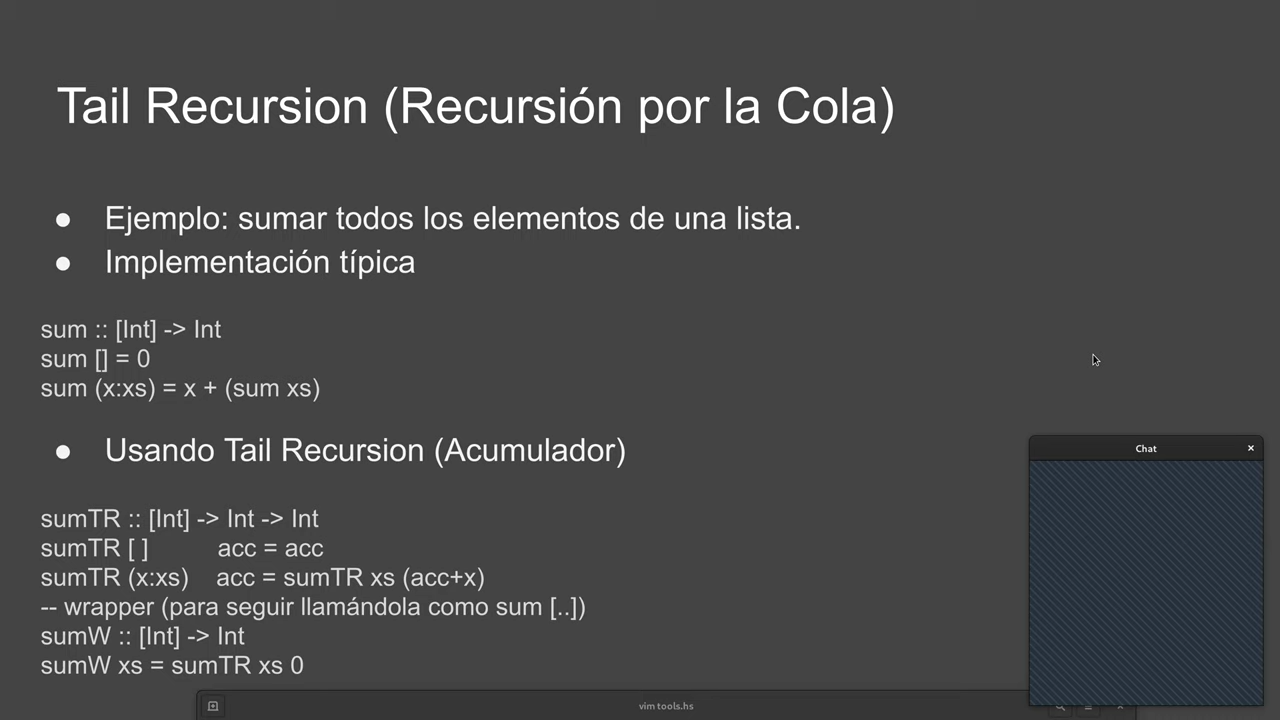 Tail Recursion (Recursión por la Cola)
● Ejemplo: sumar todos los elementos de una lista.
● Implementación típica
sum :: [Int] -> Int
sum [] = 0
sum (x:xs) = x + (sum xs)
● Usando Tail Recursion (Acumulador)
sumTR :: [Int] -> Int -> Int
sumTR [ ] acc = acc
sumTR (x:xs) acc = sumTR xs (acc+x)
-- wrapper (para seguir llamándola como sum [..])
sumW :: [Int] -> Int
sumW xs = sumTR xs 0
Chat
vim tools.hs